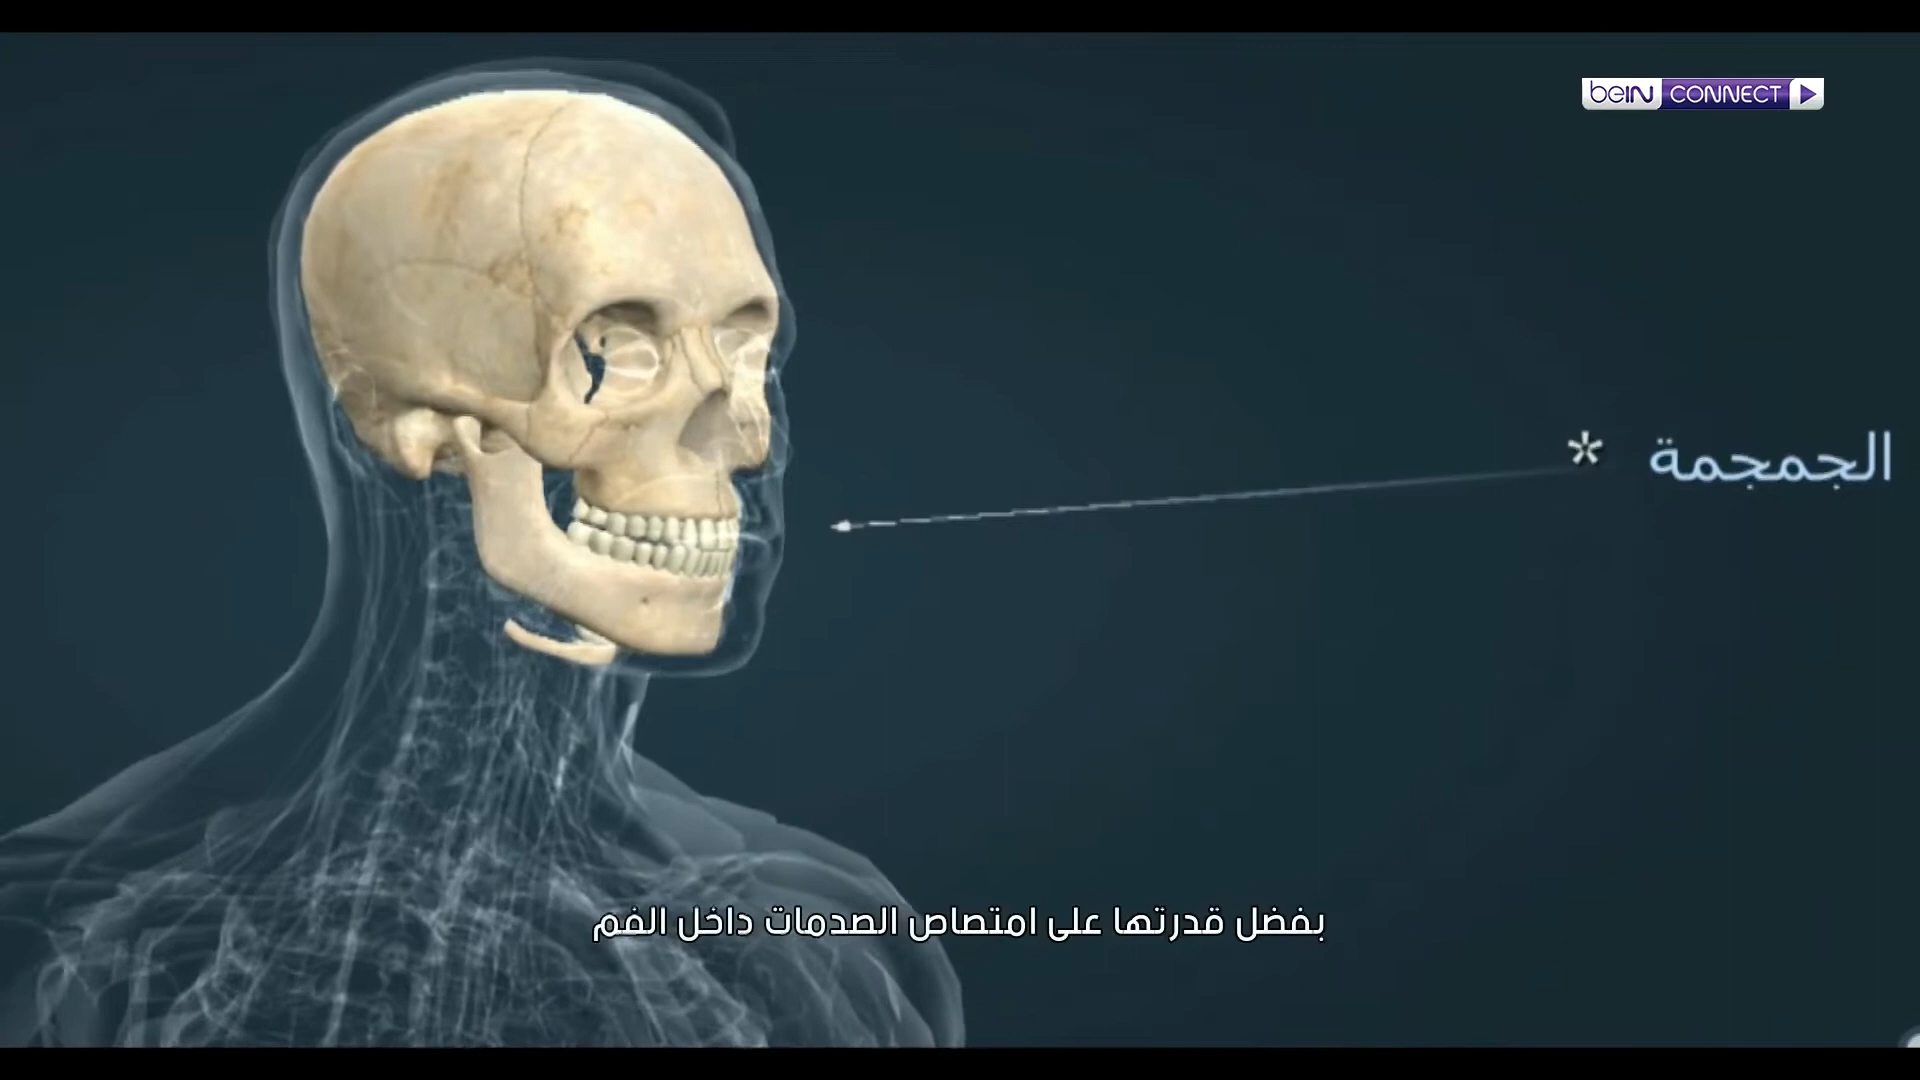 beIN CONNECT
* الجمجمة
بفضل قدرتها على امتصاص الصدمات داخل الفم